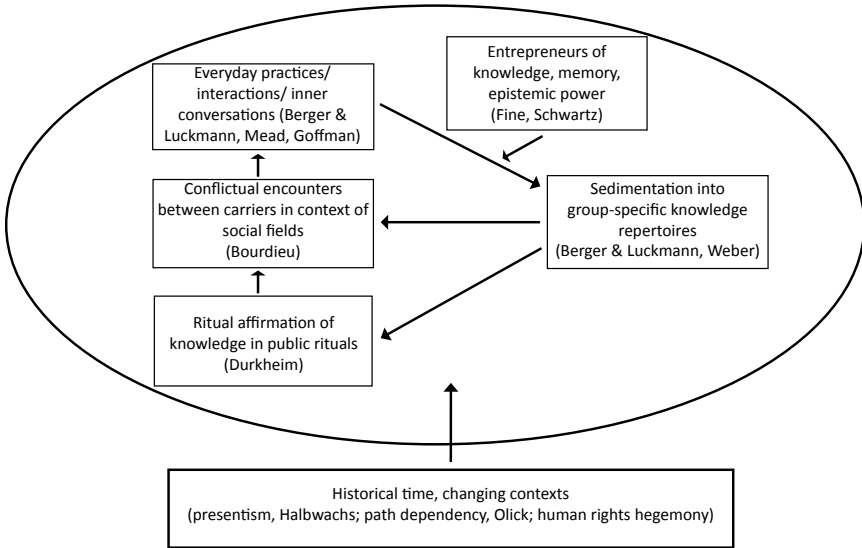 Everyday practices/
interactions/ inner
conversations (Berger &
Luckmann, Mead, Goffman)
Entrepreneurs of
knowledge, memory,
epistemic power
(Fine, Schwartz)
Conflictual encounters
between carriers in context of
social fields
(Bourdieu)
Sedimentation into
group-specific knowledge
repertoires
(Berger & Luckmann, Weber)
Ritual affirmation of
knowledge in public rituals
(Durkheim)
Historical time, changing contexts
(presentism, Halbwachs; path dependency, Olick; human rights hegemony)